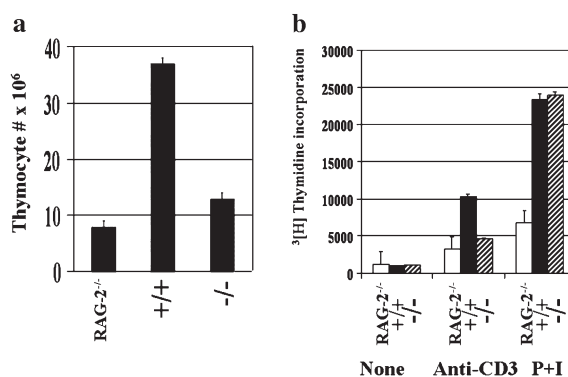 a
Thymocyte # x 10⁶
40
30
20
10
0
RAG-2⁻/⁻
+/+
-/-
b
³[H] Thymidine incorporation
30000
25000
20000
15000
10000
5000
0
RAG-2⁻/⁻
+/+
-/-
RAG-2⁻/⁻
+/+
-/-
RAG-2⁻/⁻
+/+
-/-
None Anti-CD3 P+I